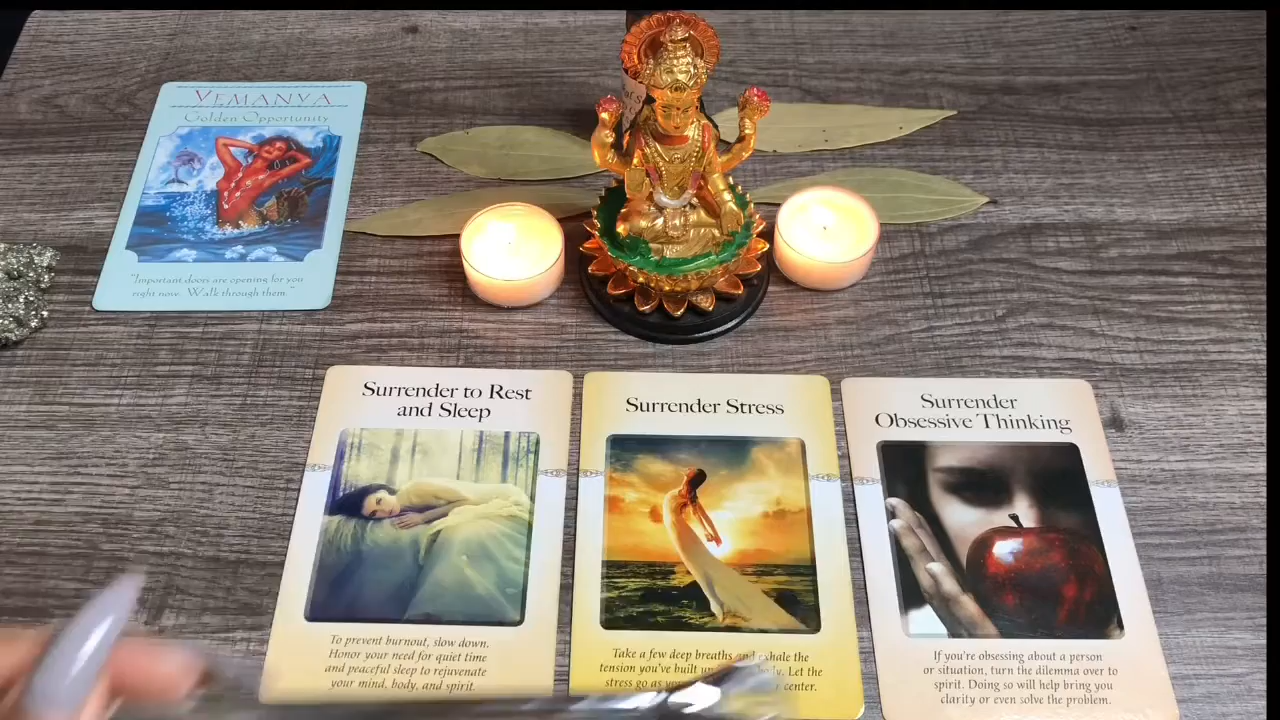 YEMANYA
Golden Opportunity
"Important doors are opening for you
right now. Walk through them."
Surrender to Rest
and Sleep
To prevent burnout, slow down.
Honor your need for quiet time
and peaceful sleep to rejuvenate
your mind, body, and spirit.
Surrender Stress
Take a few deep breaths and exhale the
tension you've built body. Let the
stress go as center.
Surrender
Obsessive Thinking
If you're obsessing about a person
or situation, turn the dilemma over to
spirit. Doing so will help bring you
clarity or even solve the problem.